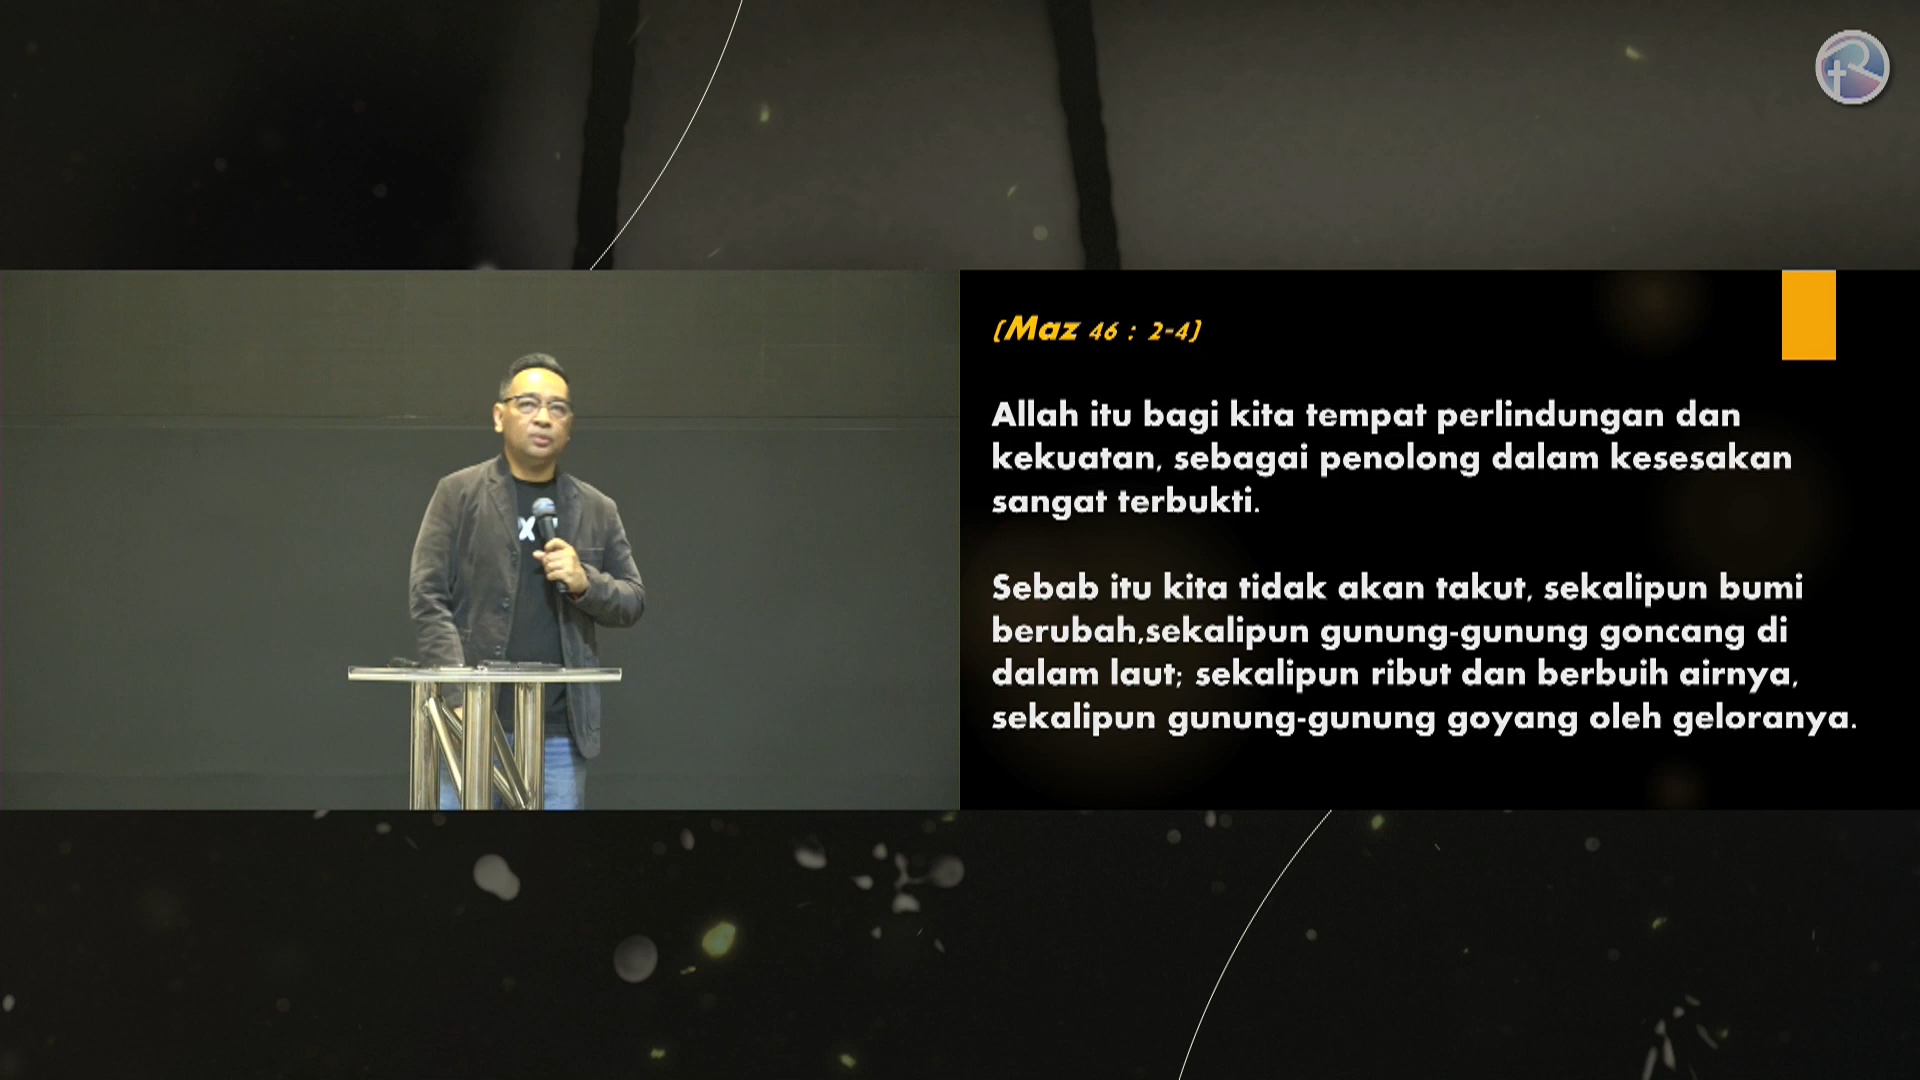 (Maz 46 : 2-4)
Allah itu bagi kita tempat perlindungan dan
kekuatan, sebagai penolong dalam kesesakan
sangat terbukti.
Sebab itu kita tidak akan takut, sekalipun bumi
berubah,sekalipun gunung-gunung goncang di
dalam laut; sekalipun ribut dan berbuih airnya,
sekalipun gunung-gunung goyang oleh geloranya.